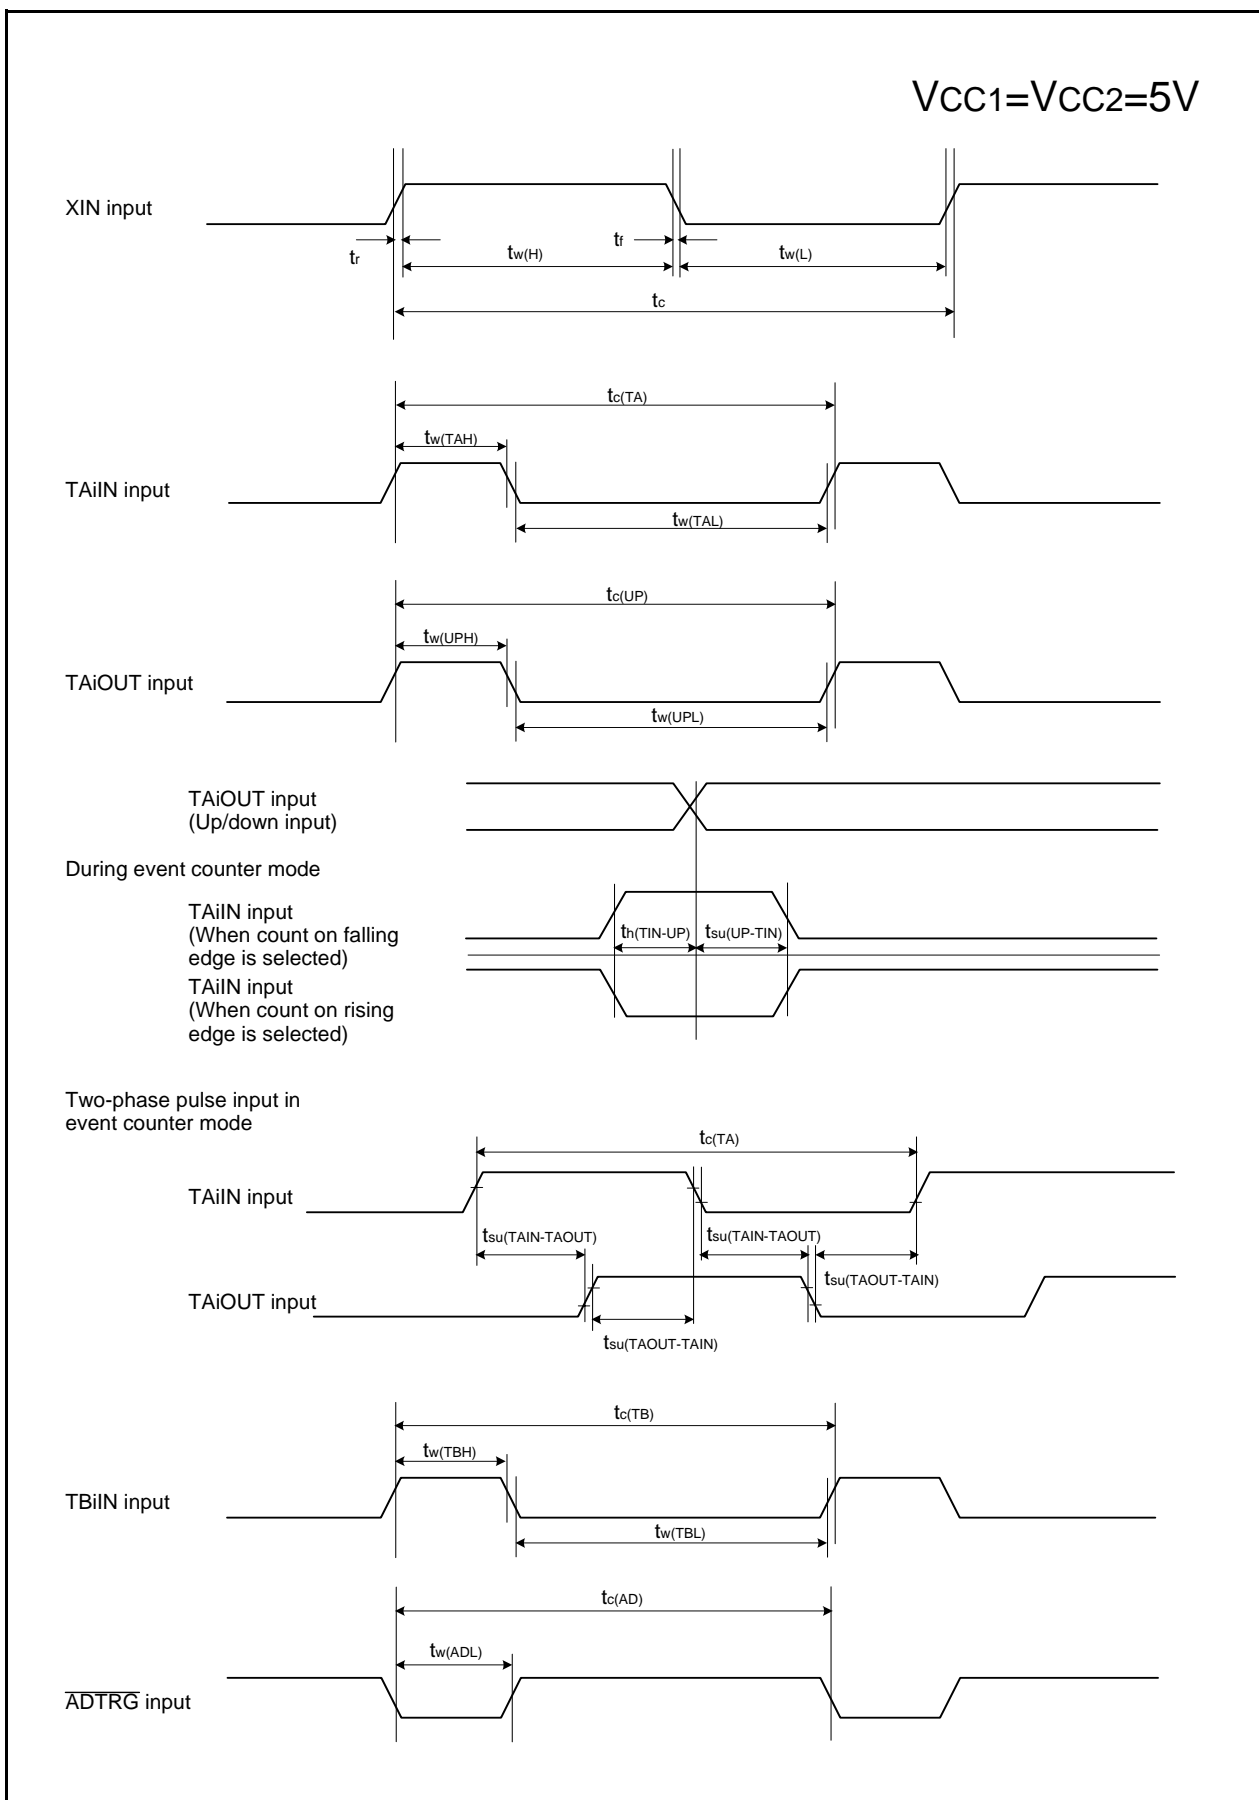 VCC1=VCC2=5V
XIN input
tr
tw(H)
tf
tw(L)
tc
tc(TA)
tw(TAH)
TAiIN input
tw(TAL)
tc(UP)
tw(UPH)
TAiOUT input
tw(UPL)
TAiOUT input
(Up/down input)
During event counter mode
TAiIN input
(When count on falling
edge is selected)
th(TIN-UP)
tsu(UP-TIN)
TAiIN input
(When count on rising
edge is selected)
Two-phase pulse input in
event counter mode
tc(TA)
TAiIN input
tsu(TAIN-TAOUT)
tsu(TAIN-TAOUT)
tsu(TAOUT-TAIN)
TAiOUT input
tsu(TAOUT-TAIN)
tc(TB)
tw(TBH)
TBiIN input
tw(TBL)
tc(AD)
tw(ADL)
ADTRG input